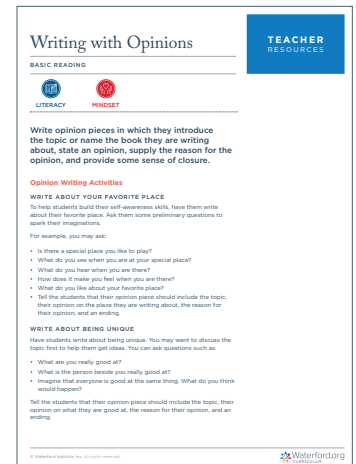 TEACHER
RESOURCES
Writing with Opinions
BASIC READING
LITERACY
MINDSET
Write opinion pieces in which they introduce
the topic or name the book they are writing
about, state an opinion, supply the reason for the
opinion, and provide some sense of closure.
Opinion Writing Activities
WRITE ABOUT YOUR FAVORITE PLACE
To help students build their self-awareness skills, have them write
about their favorite place. Ask them some preliminary questions to
spark their imaginations.
For example, you may ask:
• Is there a special place you like to play?
• What do you see when you are at your special place?
• What do you hear when you are there?
• How does it make you feel when you are there?
• What do you like about your favorite place?
• Tell the students that their opinion piece should include the topic,
their opinion on the place they are writing about, the reason for
their opinion, and an ending.
WRITE ABOUT BEING UNIQUE
Have students write about being unique. You may want to discuss the
topic first to help them get ideas. You can ask questions such as:
• What are you really good at?
• What is the person beside you really good at?
• Imagine that everyone is good at the same thing. What do you think
would happen?
Tell the students that their opinion piece should include the topic, their
opinion on what they are good at, the reason for their opinion, and an
ending.
© Waterford Institute, Inc. All rights reserved.
Waterford.org
CURRICULUM